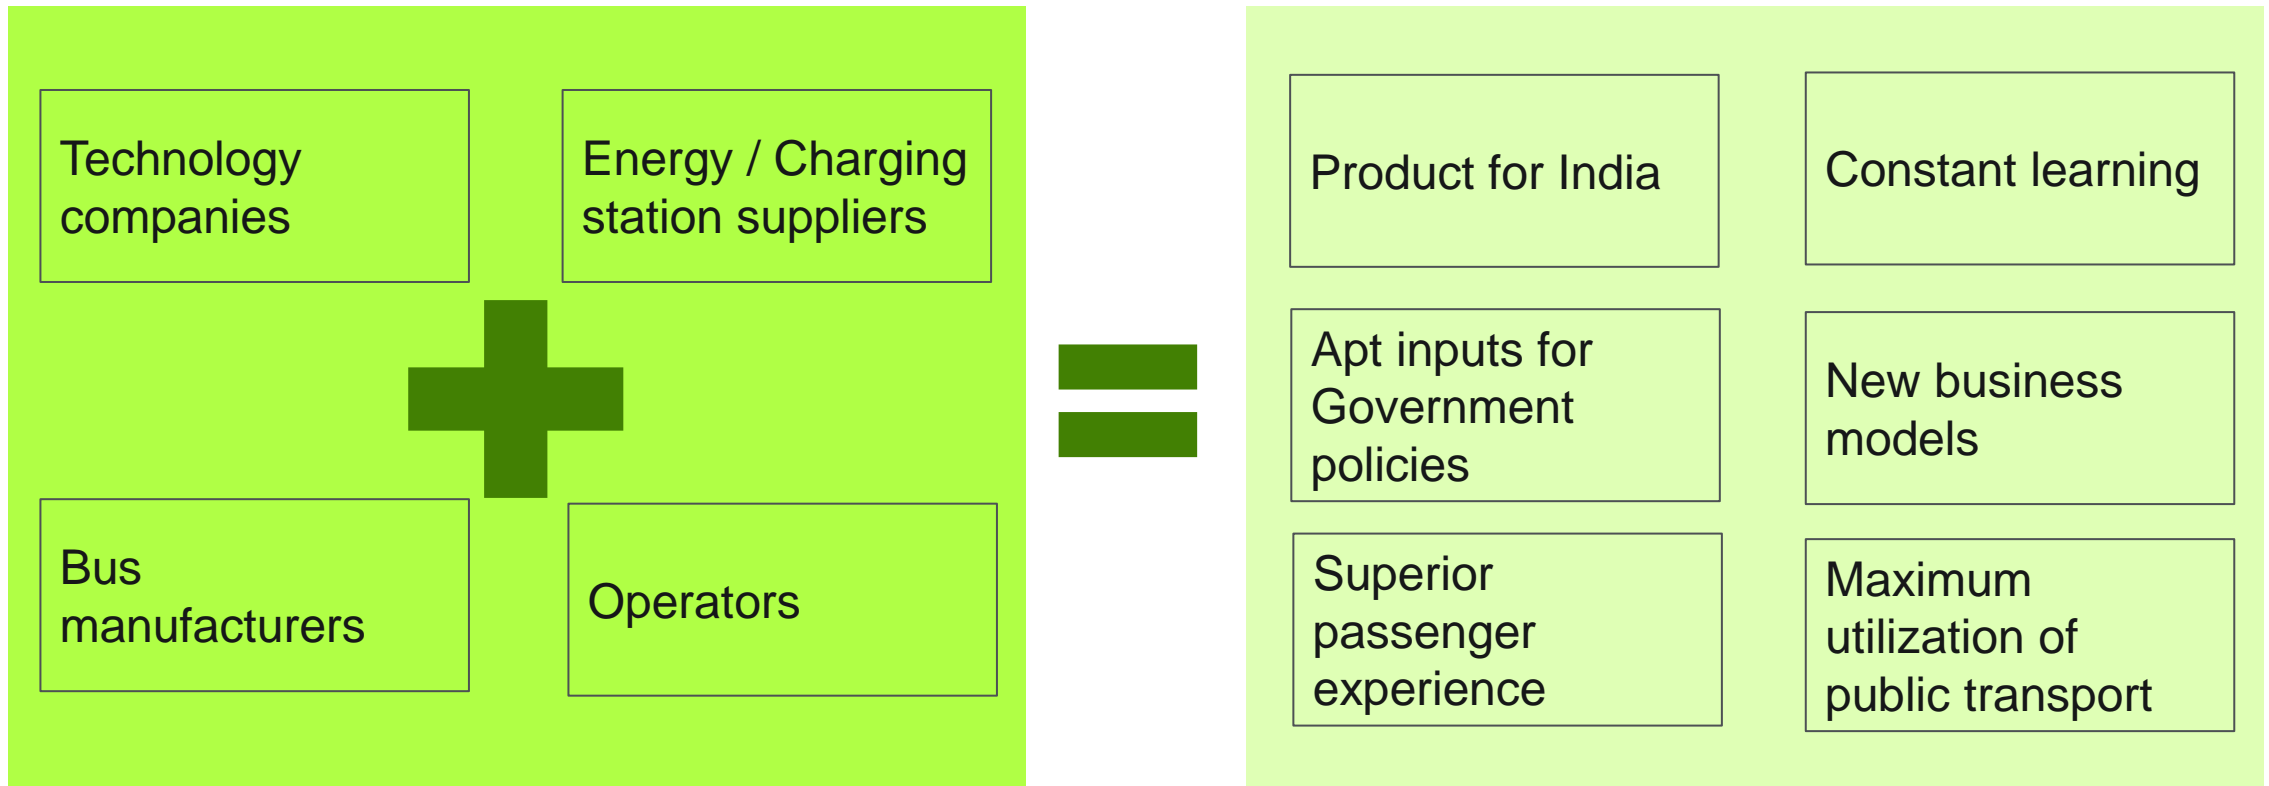 Technology
companies
Energy / Charging
station suppliers
Bus
manufacturers
Operators
Product for India
Constant learning
Apt inputs for
Government
policies
New business
models
Superior
passenger
experience
Maximum
utilization of
public transport